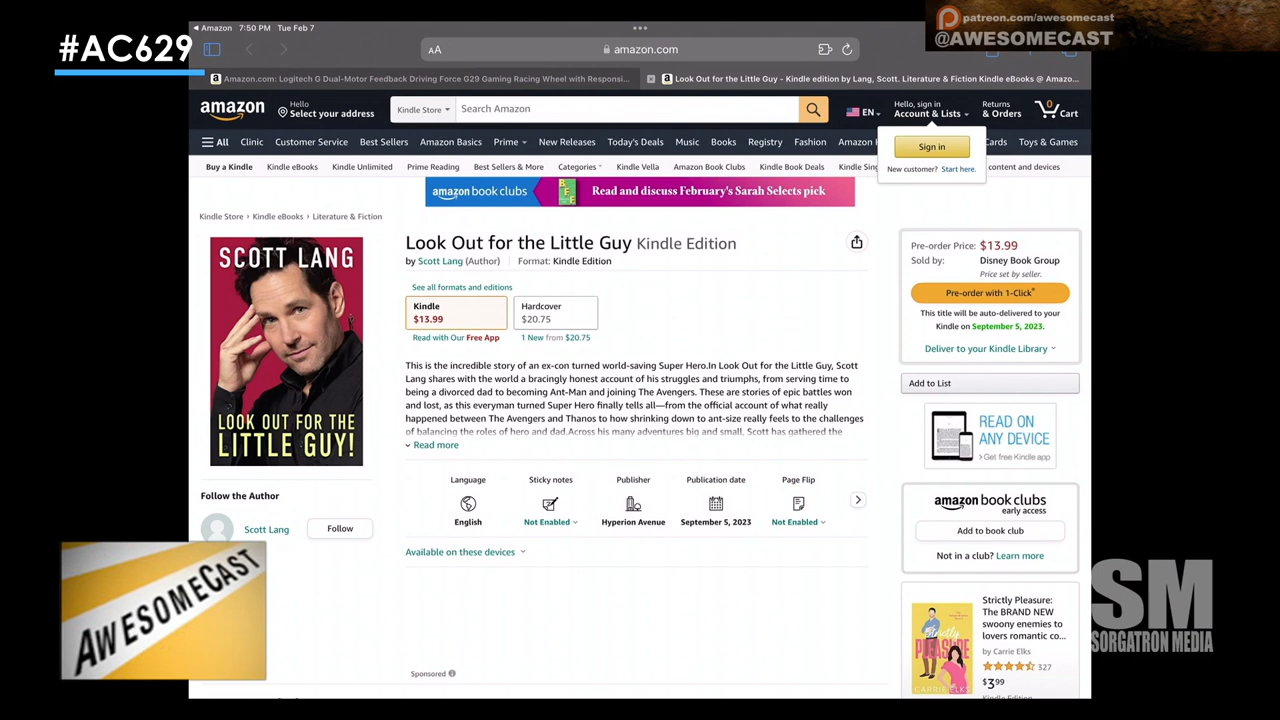 #AC629
patreon.com/awesomecast
@AWESOMECAST
Amazon 7:50 PM Tue Feb 7
AA
amazon.com
Amazon.com: Logitech G Dual-Motor Feedback Driving Force G29 Gaming Racing Wheel with Responsi...
Look Out for the Little Guy - Kindle edition by Lang, Scott. Literature & Fiction Kindle eBooks @ Amazo...
amazon
Hello
Select your address
Kindle Store
Search Amazon
EN
Hello, sign in
Account & Lists
Returns
& Orders
0
Cart
All Clinic Customer Service Best Sellers Amazon Basics Prime New Releases Today's Deals Music Books Registry Fashion Amazon Cards Toys & Games
Sign in
New customer? Start here.
Buy a Kindle Kindle eBooks Kindle Unlimited Prime Reading Best Sellers & More Categories Kindle Vella Amazon Book Clubs Kindle Book Deals Kindle Sing content and devices
amazon book clubs Read and discuss February's Sarah Selects pick
Kindle Store › Kindle eBooks › Literature & Fiction
SCOTT LANG
LOOK OUT FOR THE
LITTLE GUY!
Follow the Author
Scott Lang
Follow
Look Out for the Little Guy Kindle Edition
by Scott Lang (Author) Format: Kindle Edition
See all formats and editions
Kindle
$13.99
Hardcover
$20.75
Read with Our Free App
1 New from $20.75
This is the incredible story of an ex-con turned world-saving Super Hero.In Look Out for the Little Guy, Scott
Lang shares with the world a bracingly honest account of his struggles and triumphs, from serving time to
being a divorced dad to becoming Ant-Man and joining The Avengers. These are stories of epic battles won
and lost, as this everyman turned Super Hero finally tells all—from the official account of what really
happened between The Avengers and Thanos to how shrinking down to ant-size really feels to the challenges
of balancing the roles of hero and dad.Across his many adventures big and small, Scott has gathered the
Read more
Language
English
Sticky notes
Not Enabled
Publisher
Hyperion Avenue
Publication date
September 5, 2023
Page Flip
Not Enabled
Available on these devices
Sponsored
Pre-order Price: $13.99
Sold by: Disney Book Group
Price set by seller.
Pre-order with 1-Click®
This title will be auto-delivered to your
Kindle on September 5, 2023.
Deliver to your Kindle Library
Add to List
READ ON
ANY DEVICE
› Get free Kindle app
amazon book clubs
early access
Add to book club
Not in a club? Learn more
Strictly
PLEASURE
CARRIE ELKS
Strictly Pleasure:
The BRAND NEW
swoony enemies to
lovers romantic co...
by Carrie Elks
327
$3.99
Kindle Edition
AWESOMECAST
SM
SORGATRON MEDIA